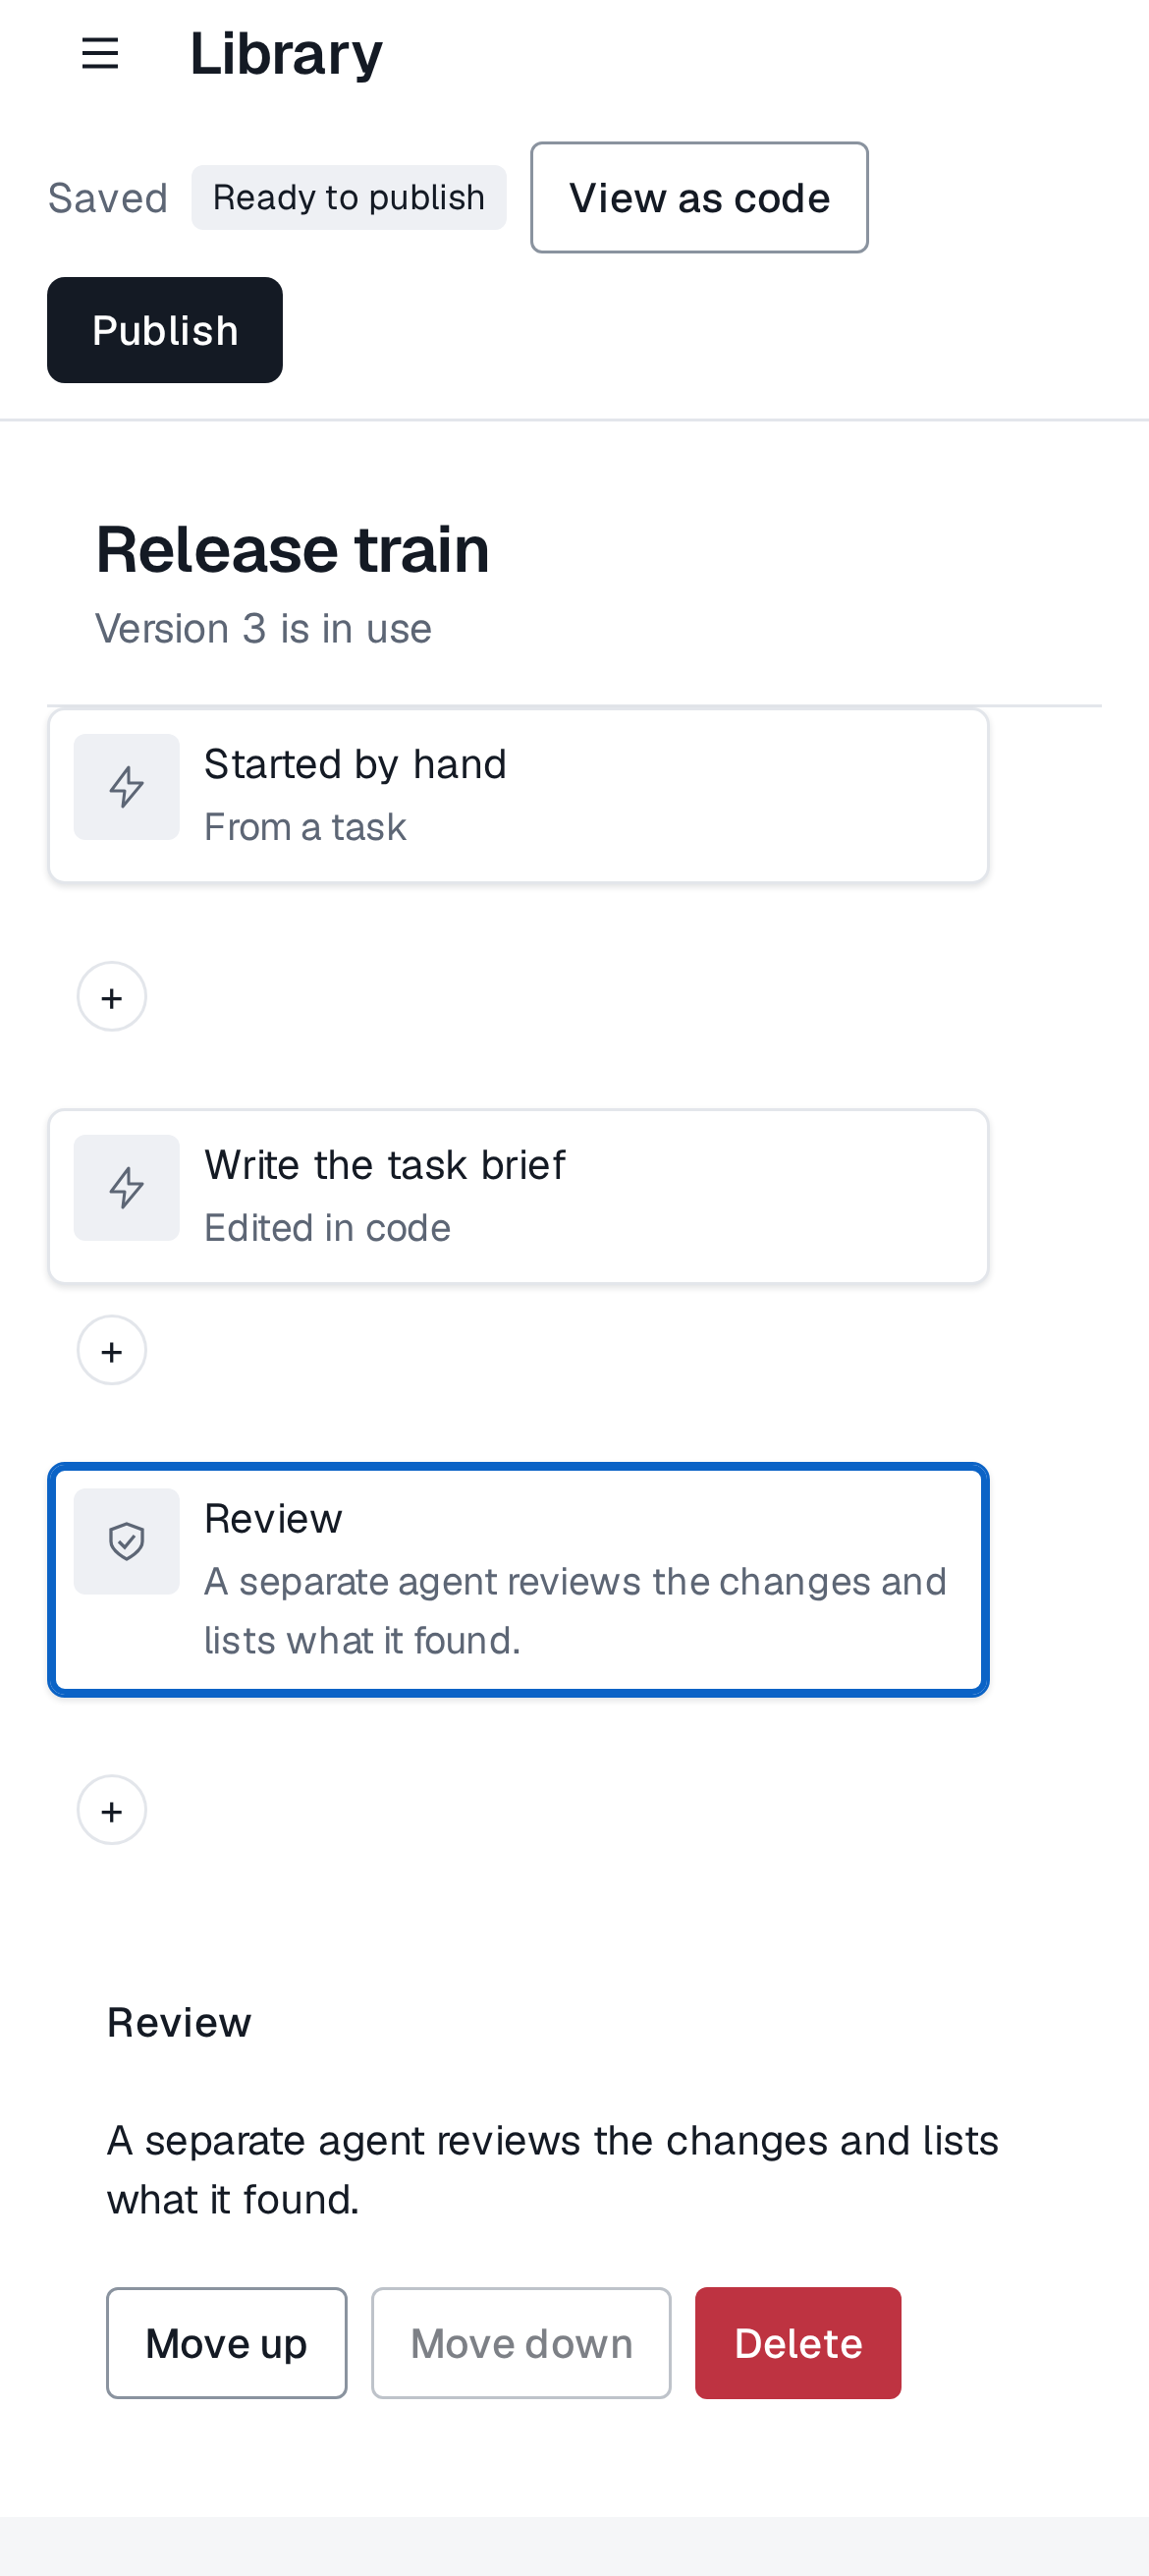 Library
Saved
Ready to publish
View as code
Publish
Release train
Version 3 is in use
Started by hand
From a task
+
Write the task brief
Edited in code
+
Review
A separate agent reviews the changes and
lists what it found.
+
Review
A separate agent reviews the changes and lists
what it found.
Move up
Move down
Delete